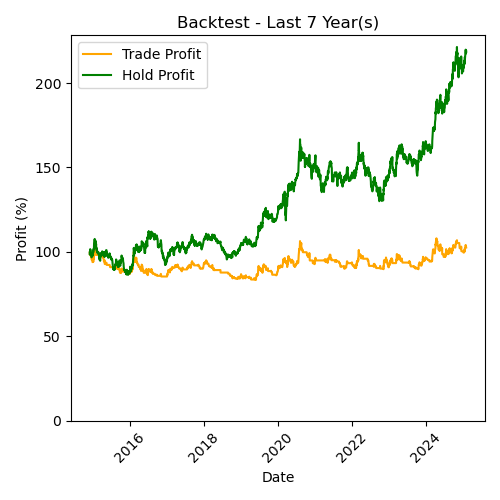 Backtest - Last 7 Year(s)
Trade Profit
Hold Profit
Profit (%)
200
150
100
50
0
2016
2018
2020
2022
2024
Date